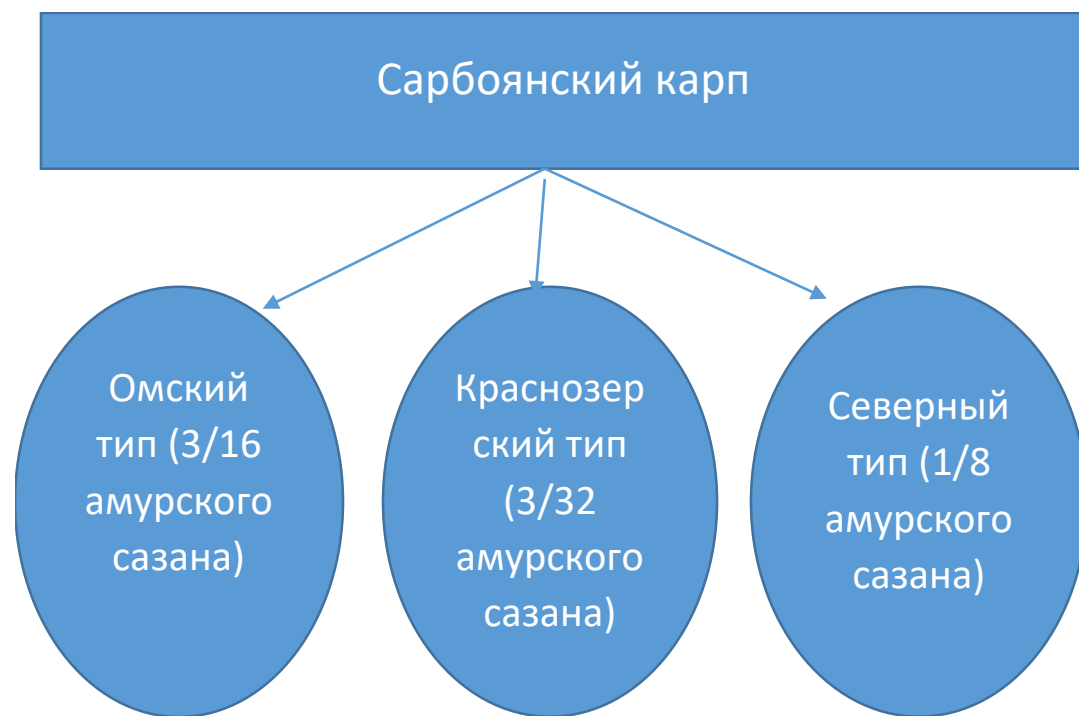 Сарбоянский карп
Омский
тип (3/16
амурского
сазана)
Краснозер
ский тип
(3/32
амурского
сазана)
Северный
тип (1/8
амурского
сазана)